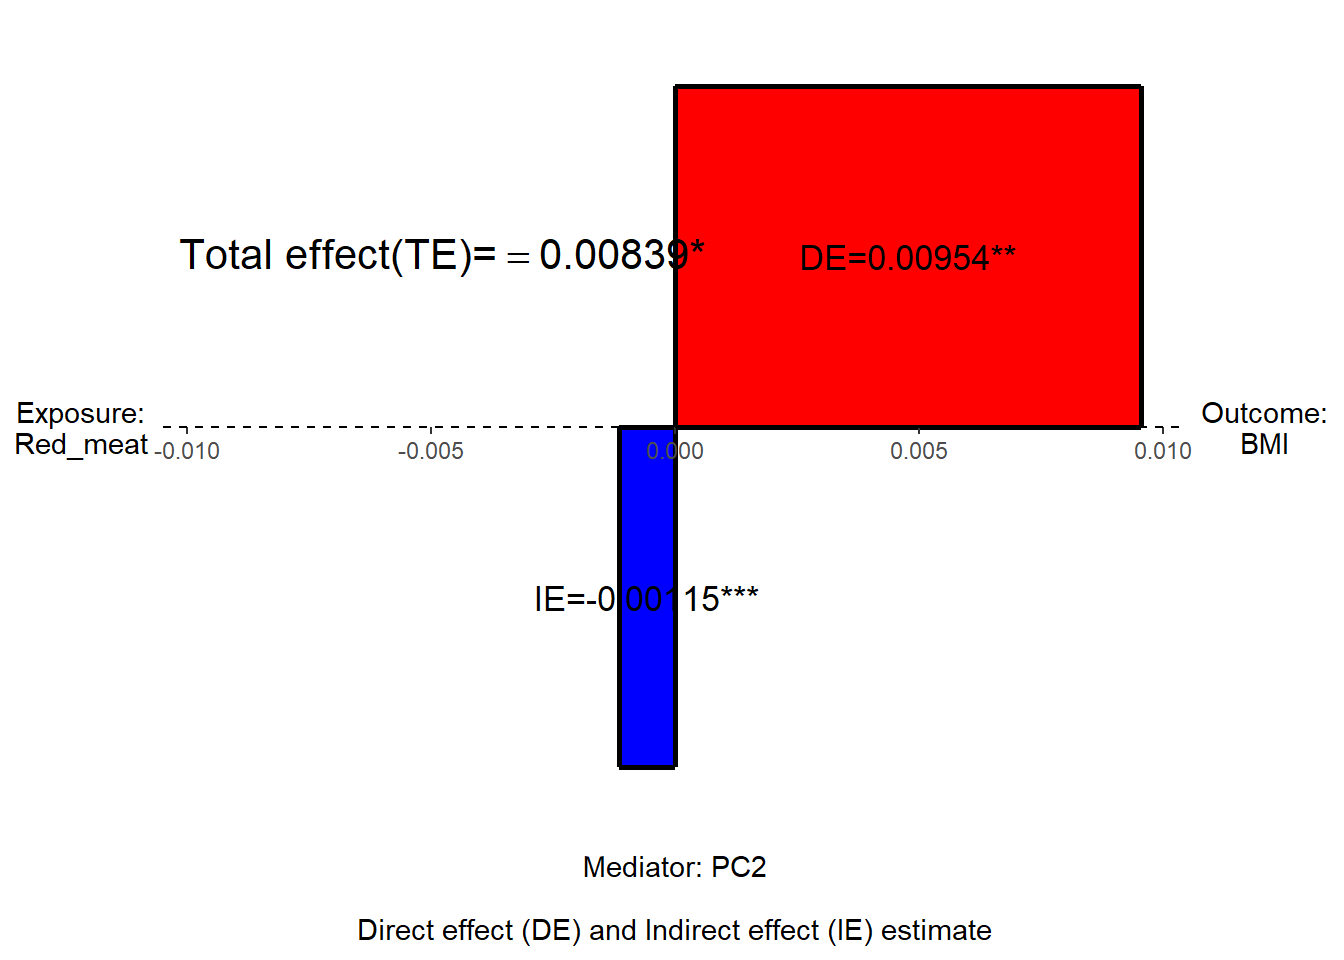 Total effect(TE)= = 0.00839*
DE=0.00954**
Exposure:
Red_meat
-0.010
-0.005
0.000
0.005
0.010
Outcome:
BMI
IE=-0.00115***
Mediator: PC2
Direct effect (DE) and Indirect effect (IE) estimate